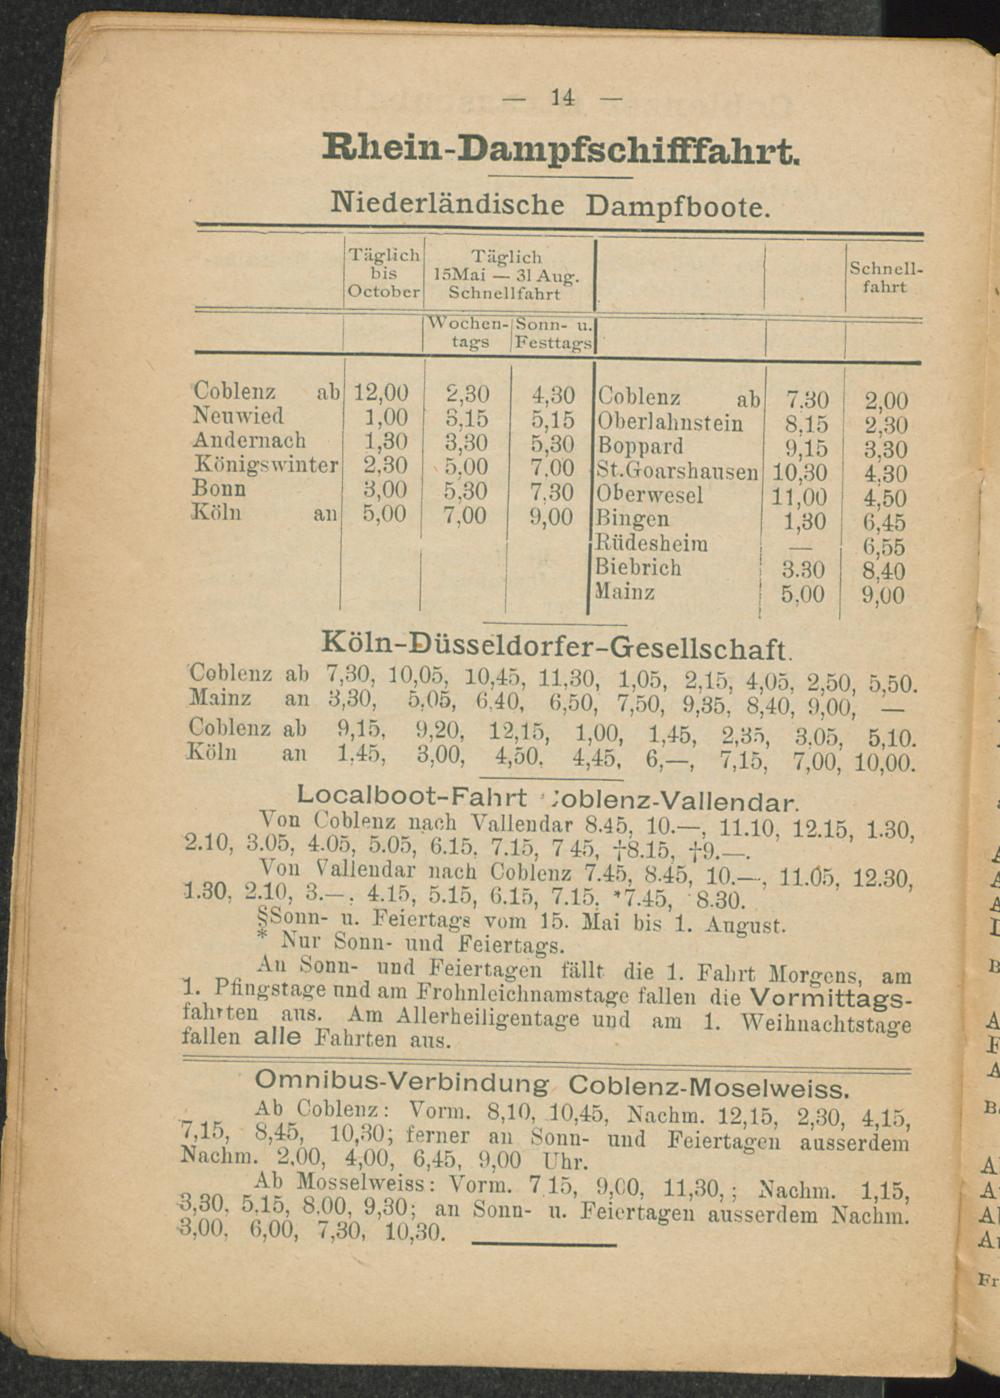 — 14 —
Rhein-Dampfschifffahrt.
Niederländische Dampfboote.
Täglich bis October | Täglich 15Mai — 31 Aug. Schnellfahrt | Schnell-fahrt
Wochen-tags | Sonn- u. Festtags
Coblenz ab 12,00 2,30 4,30 Coblenz ab 7.30 2,00
Neuwied 1,00 3,15 5,15 Oberlahnstein 8,15 2,30
Andernach 1,30 3,30 5,30 Boppard 9,15 3,30
Königswinter 2,30 5,00 7,00 St.Goarshausen 10,30 4,30
Bonn 3,00 5,30 7,30 Oberwesel 11,00 4,50
Köln an 5,00 7,00 9,00 Bingen 1,30 6,45
Rüdesheim — 6,55
Biebrich 3.30 8,40
Mainz 5,00 9,00
Köln-Düsseldorfer-Gesellschaft.
Coblenz ab 7,30, 10,05, 10,45, 11,30, 1,05, 2,15, 4,05, 2,50, 5,50.
Mainz an 3,30, 5,05, 6,40, 6,50, 7,50, 9,35, 8,40, 9,00, —
Coblenz ab 9,15, 9,20, 12,15, 1,00, 1,45, 2,35, 3,05, 5,10.
Köln an 1,45, 3,00, 4,50, 4,45, 6,—, 7,15, 7,00, 10,00.
Localboot-Fahrt :oblenz-Vallendar.
Von Coblenz nach Vallendar 8.45, 10.—, 11.10, 12.15, 1.30,
2.10, 3.05, 4.05, 5.05, 6.15, 7.15, 7 45, †8.15, †9.—.
Von Vallendar nach Coblenz 7.45, 8.45, 10.—, 11.05, 12.30,
1.30, 2.10, 3.—, 4.15, 5.15, 6.15, 7.15, *7.45, 8.30.
§Sonn- u. Feiertags vom 15. Mai bis 1. August.
* Nur Sonn- und Feiertags.
An Sonn- und Feiertagen fällt die 1. Fahrt Morgens, am
1. Pfingstage und am Frohnleichnamstage fallen die Vormittags-
fahrten aus. Am Allerheiligentage und am 1. Weihnachtstage
fallen alle Fahrten aus.
Omnibus-Verbindung Coblenz-Moselweiss.
Ab Coblenz: Vorm. 8,10, 10,45, Nachm. 12,15, 2,30, 4,15,
7,15, 8,45, 10,30; ferner an Sonn- und Feiertagen ausserdem
Nachm. 2,00, 4,00, 6,45, 9,00 Uhr.
Ab Mosselweiss: Vorm. 7 15, 9,00, 11,30,; Nachm. 1,15,
3,30, 5,15, 8,00, 9,30; an Sonn- u. Feiertagen ausserdem Nachm.
3,00, 6,00, 7,30, 10,30.